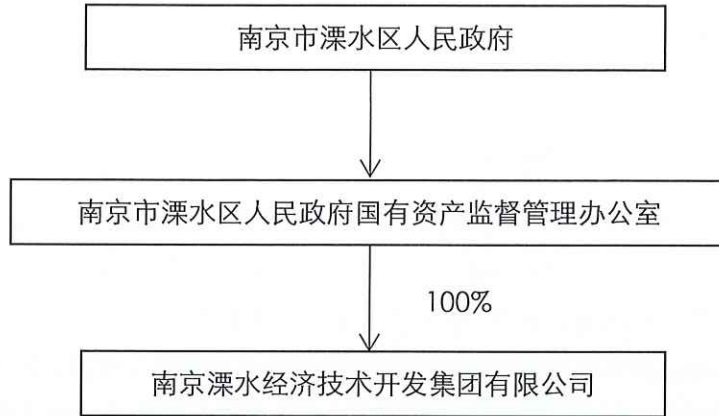 南京市溧水区人民政府
南京市溧水区人民政府国有资产监督管理办公室
100%
南京溧水经济技术开发集团有限公司